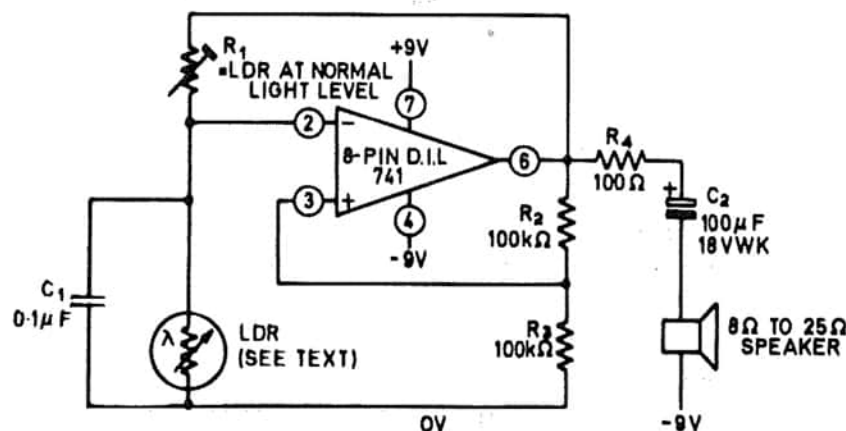 R1
=LDR AT NORMAL
LIGHT LEVEL
+9V
7
2
-
8-PIN D.I.L
741
6
3
+
4
-9V
R4
100Ω
+
C2
100µF
18VWK
R2
100kΩ
C1
0·1µF
λ
LDR
(SEE TEXT)
R3
100kΩ
8Ω TO 25Ω
SPEAKER
0V
-9V